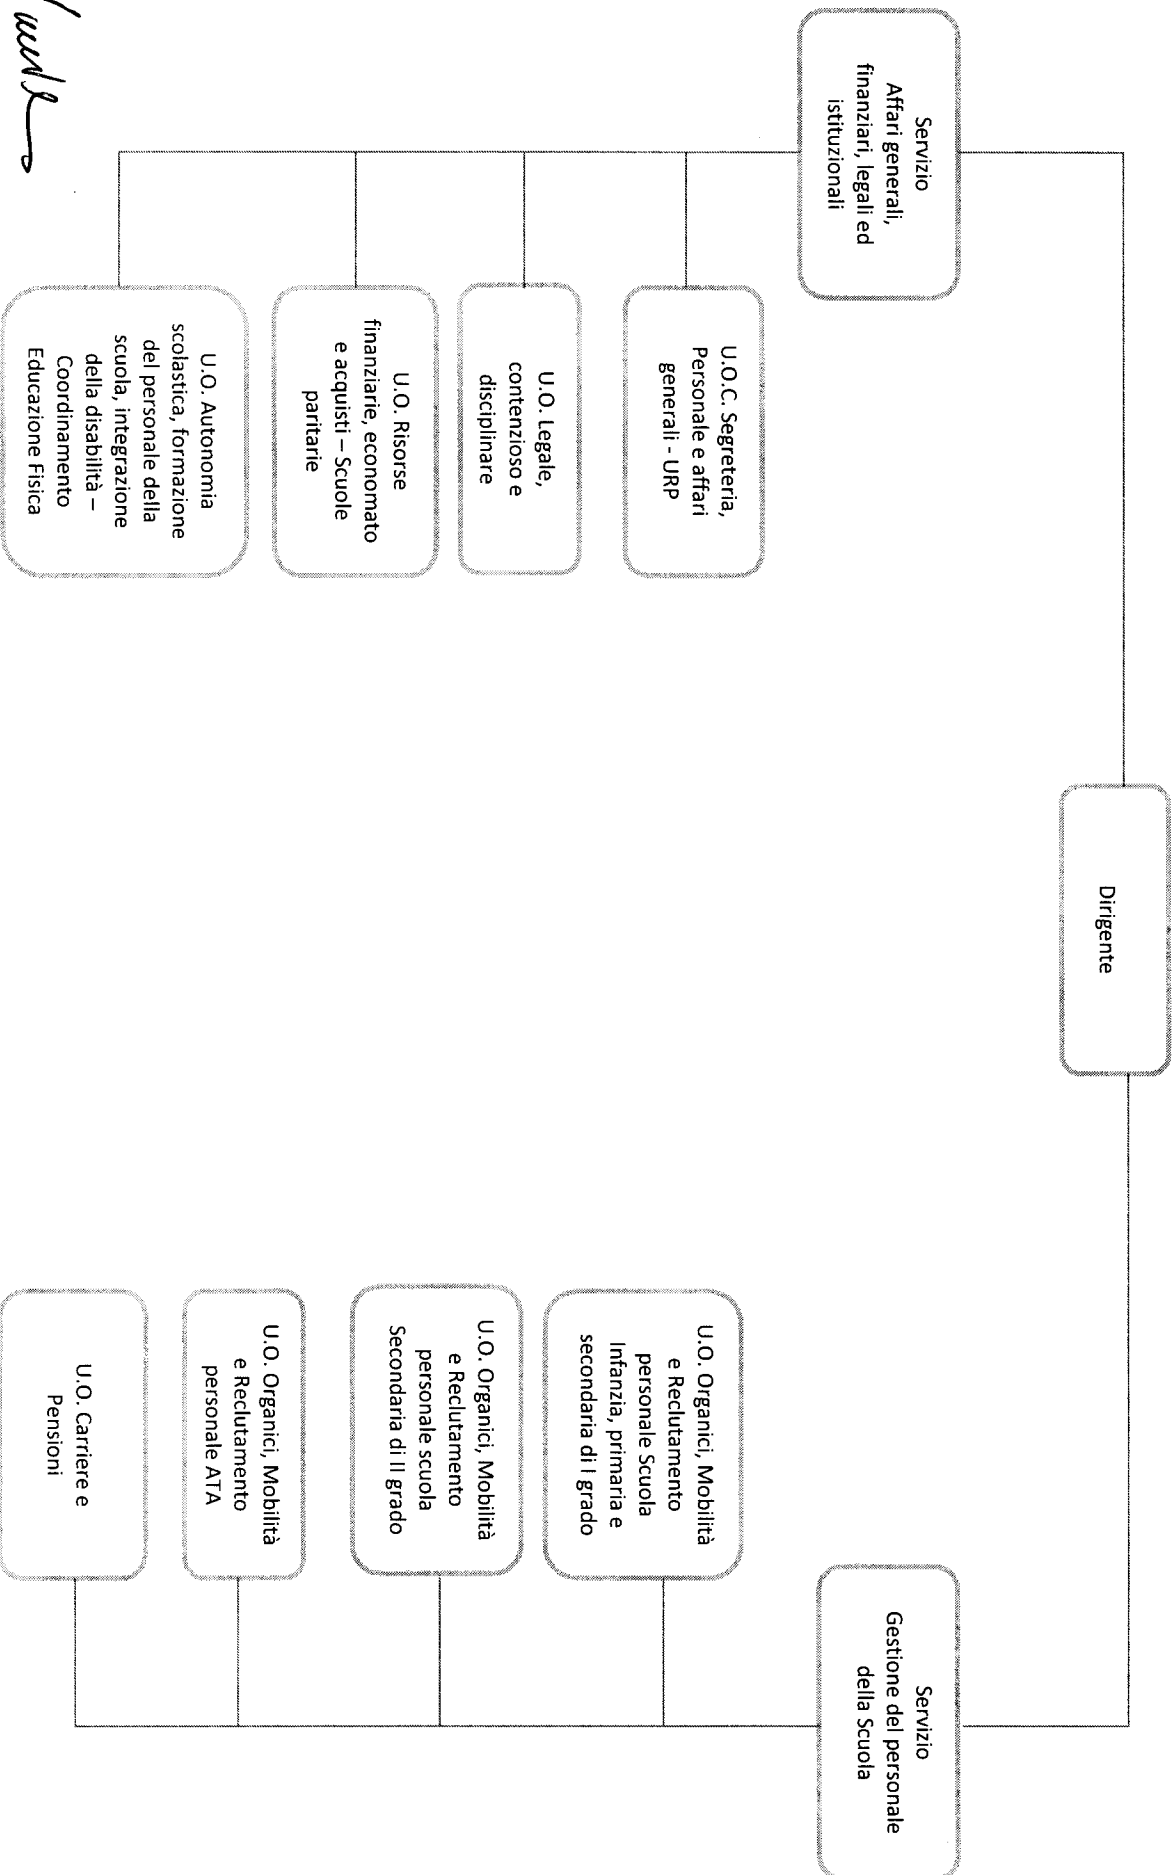 Dirigente
Servizio
Affari generali,
finanziari, legali ed
istituzionali
U.O.C. Segreteria,
Personale e affari
generali - URP
U.O. Legale,
contenzioso e
disciplinare
U.O. Risorse
finanziarie, economato
e acquisti – Scuole
paritarie
U.O. Autonomia
scolastica, formazione
del personale della
scuola, integrazione
della disabilità –
Coordinamento
Educazione Fisica
Servizio
Gestione del personale
della Scuola
U.O. Organici, Mobilità
e Reclutamento
personale Scuola
Infanzia, primaria e
secondaria di I grado
U.O. Organici, Mobilità
e Reclutamento
personale scuola
Secondaria di II grado
U.O. Organici, Mobilità
e Reclutamento
personale ATA
U.O. Carriere e
Pensioni